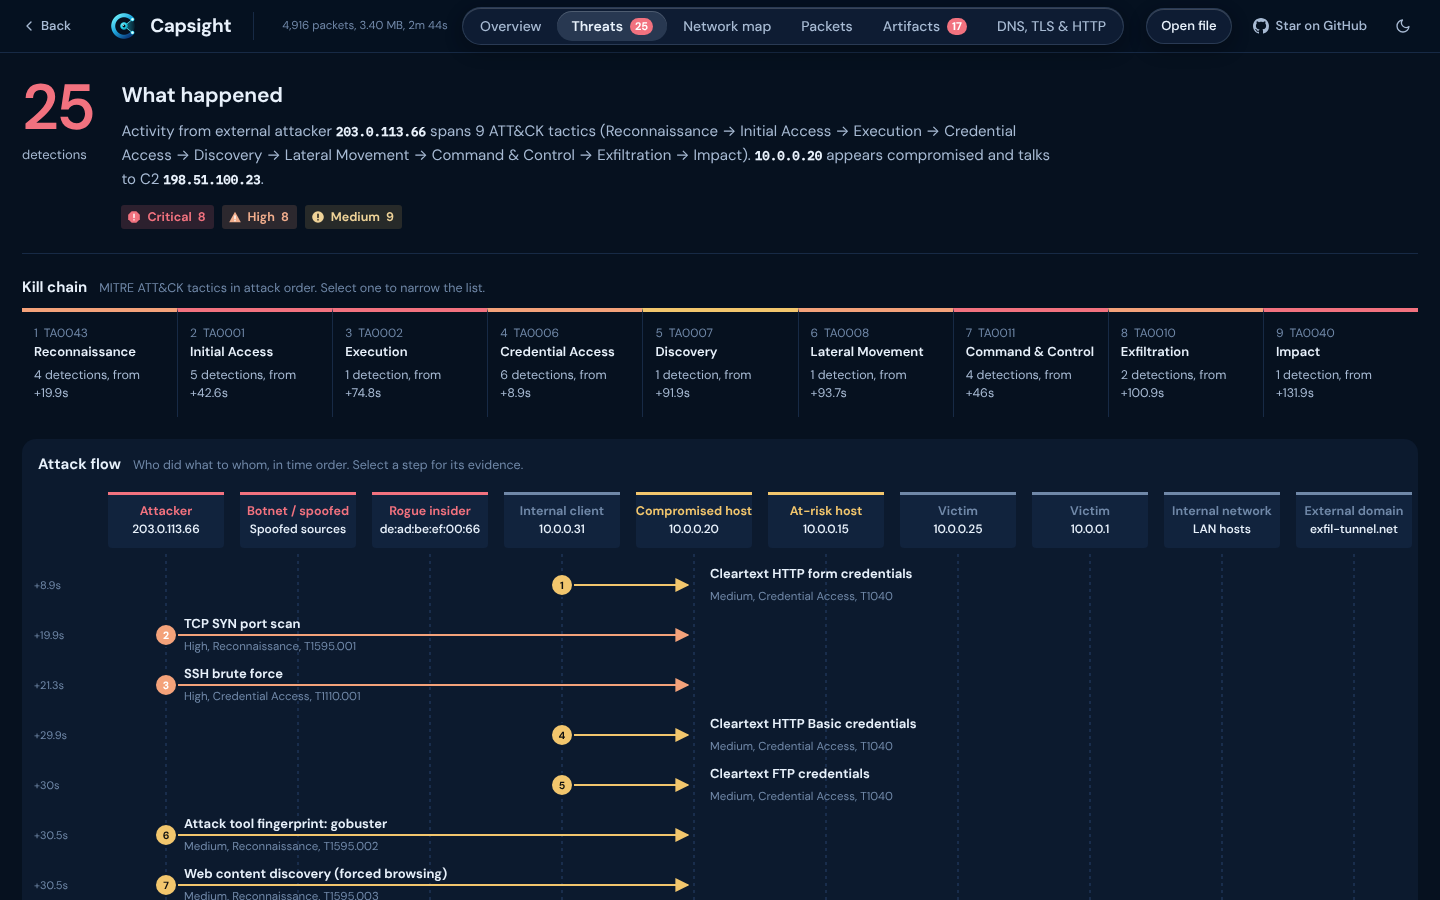 Back
Capsight
4,916 packets, 3.40 MB, 2m 44s
Overview
Threats 25
Network map
Packets
Artifacts 17
DNS, TLS & HTTP
Open file
Star on GitHub
25
detections
What happened
Activity from external attacker 203.0.113.66 spans 9 ATT&CK tactics (Reconnaissance → Initial Access → Execution → Credential
Access → Discovery → Lateral Movement → Command & Control → Exfiltration → Impact). 10.0.0.20 appears compromised and talks
to C2 198.51.100.23.
Critical 8
High 8
Medium 9
Kill chain MITRE ATT&CK tactics in attack order. Select one to narrow the list.
1 TA0043
Reconnaissance
4 detections, from
+19.9s
2 TA0001
Initial Access
5 detections, from
+42.6s
3 TA0002
Execution
1 detection, from
+74.8s
4 TA0006
Credential Access
6 detections, from
+8.9s
5 TA0007
Discovery
1 detection, from
+91.9s
6 TA0008
Lateral Movement
1 detection, from
+93.7s
7 TA0011
Command & Control
4 detections, from
+46s
8 TA0010
Exfiltration
2 detections, from
+100.9s
9 TA0040
Impact
1 detection, from
+131.9s
Attack flow Who did what to whom, in time order. Select a step for its evidence.
Attacker
203.0.113.66
Botnet / spoofed
Spoofed sources
Rogue insider
de:ad:be:ef:00:66
Internal client
10.0.0.31
Compromised host
10.0.0.20
At-risk host
10.0.0.15
Victim
10.0.0.25
Victim
10.0.0.1
Internal network
LAN hosts
External domain
exfil-tunnel.net
+8.9s
1
Cleartext HTTP form credentials
Medium, Credential Access, T1040
+19.9s
2
TCP SYN port scan
High, Reconnaissance, T1595.001
+21.3s
3
SSH brute force
High, Credential Access, T1110.001
+29.9s
4
Cleartext HTTP Basic credentials
Medium, Credential Access, T1040
+30s
5
Cleartext FTP credentials
Medium, Credential Access, T1040
+30.5s
6
Attack tool fingerprint: gobuster
Medium, Reconnaissance, T1595.002
+30.5s
7
Web content discovery (forced browsing)
Medium, Reconnaissance, T1595.003